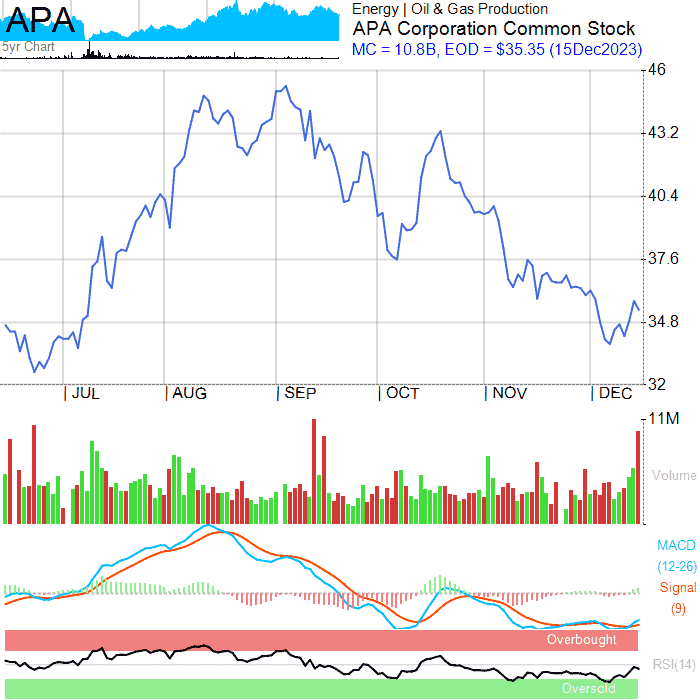 APA
5yr Chart
Energy | Oil & Gas Production
APA Corporation Common Stock
MC = 10.8B, EOD = $35.35 (15Dec2023)
46
43.2
40.4
37.6
34.8
32
| JUL | AUG | SEP | OCT | NOV | DEC
11M
Volume
MACD
(12-26)
Signal
(9)
Overbought
RSI(14)
Oversold